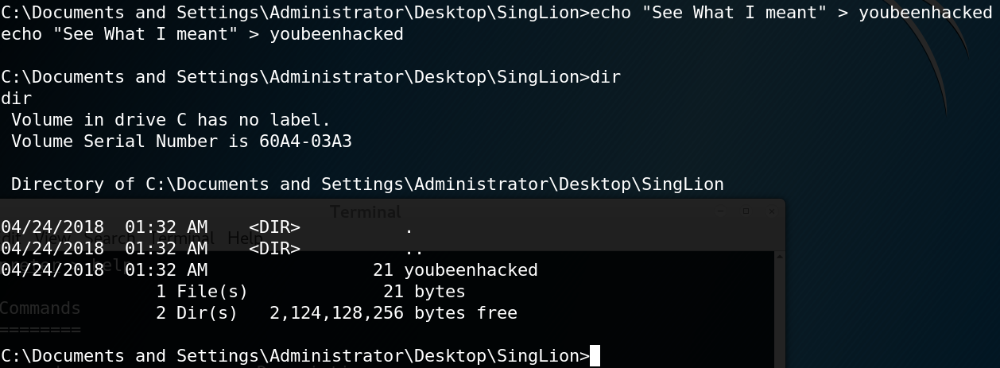 C:\Documents and Settings\Administrator\Desktop\SingLion>echo "See What I meant" > youbeenhacked
echo "See What I meant" > youbeenhacked
C:\Documents and Settings\Administrator\Desktop\SingLion>dir
dir
Volume in drive C has no label.
Volume Serial Number is 60A4-03A3
Directory of C:\Documents and Settings\Administrator\Desktop\SingLion
Terminal
04/24/2018 01:32 AM <DIR> .
View Search Terminal Help
04/24/2018 01:32 AM <DIR> ..
04/24/2018 01:32 AM 21 youbeenhacked
1 File(s) 21 bytes
Commands
2 Dir(s) 2,124,128,256 bytes free
========
C:\Documents and Settings\Administrator\Desktop\SingLion>